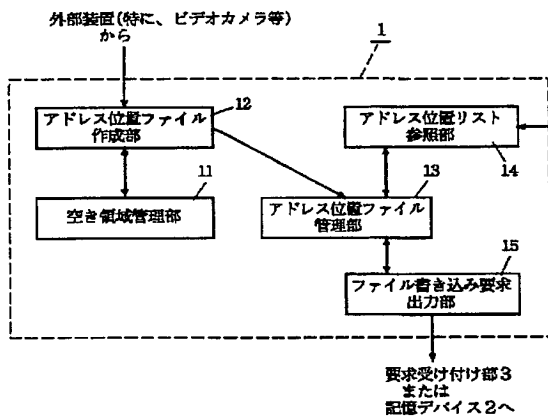 外部装置(特に、ビデオカメラ等)
から
1
12
アドレス位置ファイル
作成部
アドレス位置リスト
参照部
14
11
空き領域管理部
13
アドレス位置ファイル
管理部
15
ファイル書き込み要求
出力部
要求受け付け部3
または
記憶デバイス2へ